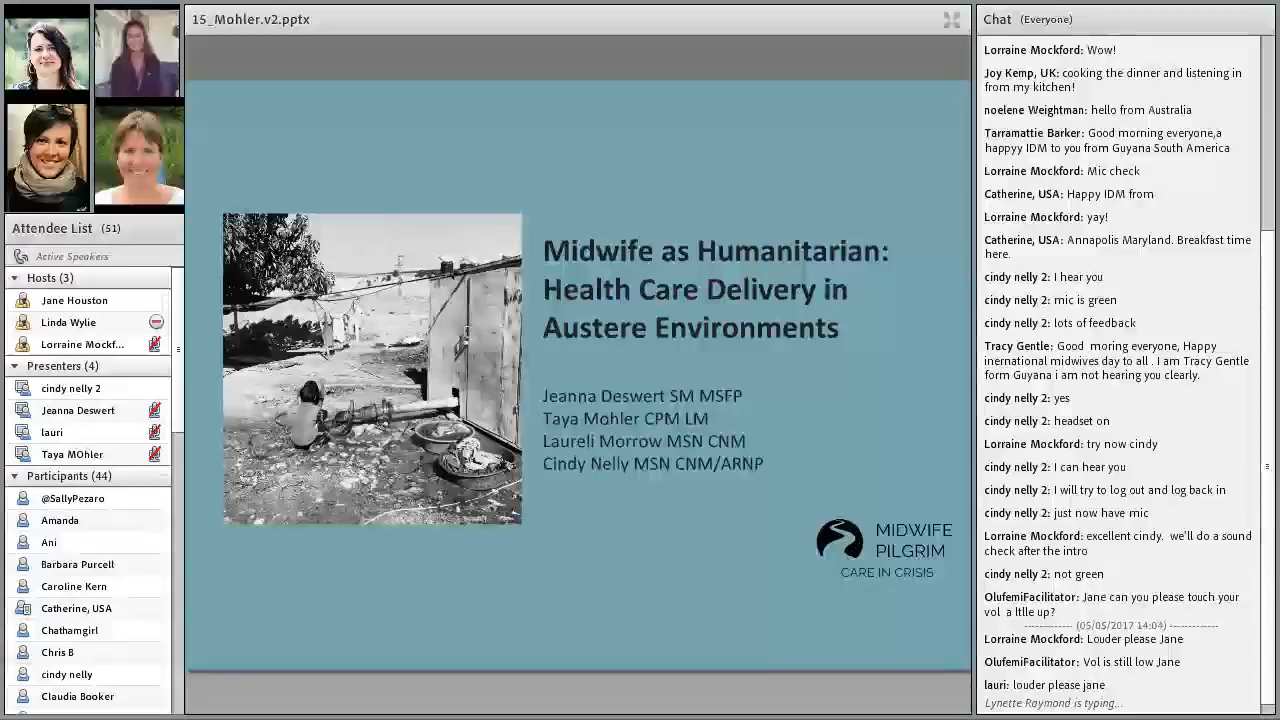 15_Mohler.v2.pptx
Attendee List (51)
Active Speakers
Hosts (3)
Jane Houston
Linda Wylie
Lorraine Mockf...
Presenters (4)
cindy nelly 2
Jeanna Deswert
lauri
Taya MOhler
Participants (44)
@SallyPezaro
Amanda
Ani
Barbara Purcell
Caroline Kern
Catherine, USA
Chathamgirl
Chris B
cindy nelly
Claudia Booker
Midwife as Humanitarian:
Health Care Delivery in
Austere Environments
Jeanna Deswert SM MSFP
Taya Mohler CPM LM
Laureli Morrow MSN CNM
Cindy Nelly MSN CNM/ARNP
MIDWIFE
PILGRIM
CARE IN CRISIS
Chat (Everyone)
Lorraine Mockford: Wow!
Joy Kemp, UK: cooking the dinner and listening in
from my kitchen!
noelene Weightman: hello from Australia
Tarramattie Barker: Good morning everyone,a
happyy IDM to you from Guyana South America
Lorraine Mockford: Mic check
Catherine, USA: Happy IDM from
Lorraine Mockford: yay!
Catherine, USA: Annapolis Maryland. Breakfast time
here.
cindy nelly 2: I hear you
cindy nelly 2: mic is green
cindy nelly 2: lots of feedback
Tracy Gentle: Good  moring everyone, Happy
inernational midwives day to all . I am Tracy Gentle
form Guyana i am not hearing you clearly.
cindy nelly 2: yes
cindy nelly 2: headset on
Lorraine Mockford: try now cindy
cindy nelly 2: I can hear you
cindy nelly 2: I will try to log out and log back in
cindy nelly 2: just now have mic
Lorraine Mockford: excellent cindy.  we'll do a sound
check after the intro
cindy nelly 2: not green
OlufemiFacilitator: Jane can you please touch your
vol  a ltlle up?
-------------- (05/05/2017 14:04) --------------
Lorraine Mockford: Louder please Jane
OlufemiFacilitator: Vol is still low Jane
lauri: louder please jane
Lynette Raymond is typing...